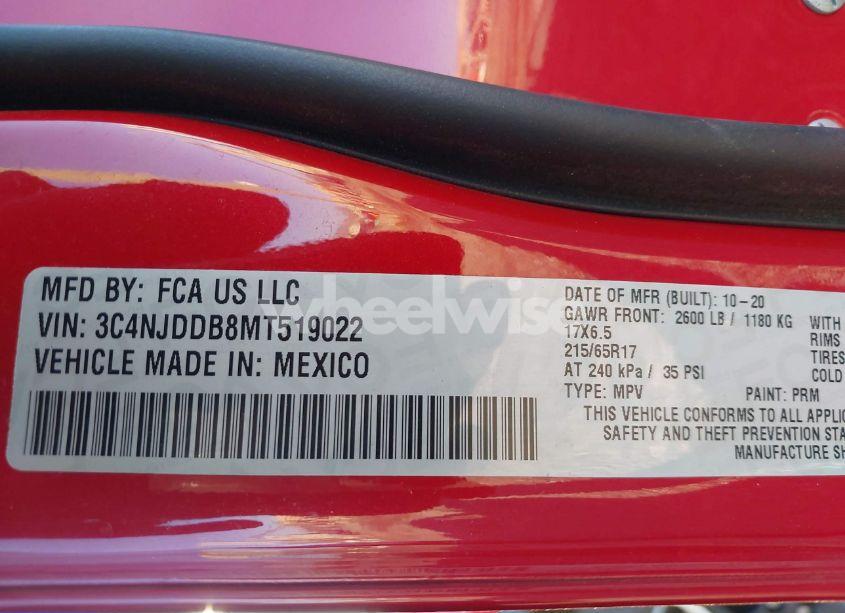 MFD BY: FCA US LLC
VIN: 3C4NJDDB8MT519022
VEHICLE MADE IN: MEXICO
DATE OF MFR (BUILT): 10-20
GAWR FRONT: 2600 LB / 1180 KG WITH
17X6.5 RIMS
215/65R17 TIRES
AT 240 kPa / 35 PSI COLD
TYPE: MPV PAINT: PRM
THIS VEHICLE CONFORMS TO ALL APPLIC
SAFETY AND THEFT PREVENTION STA
MANUFACTURE SH
wheelwise